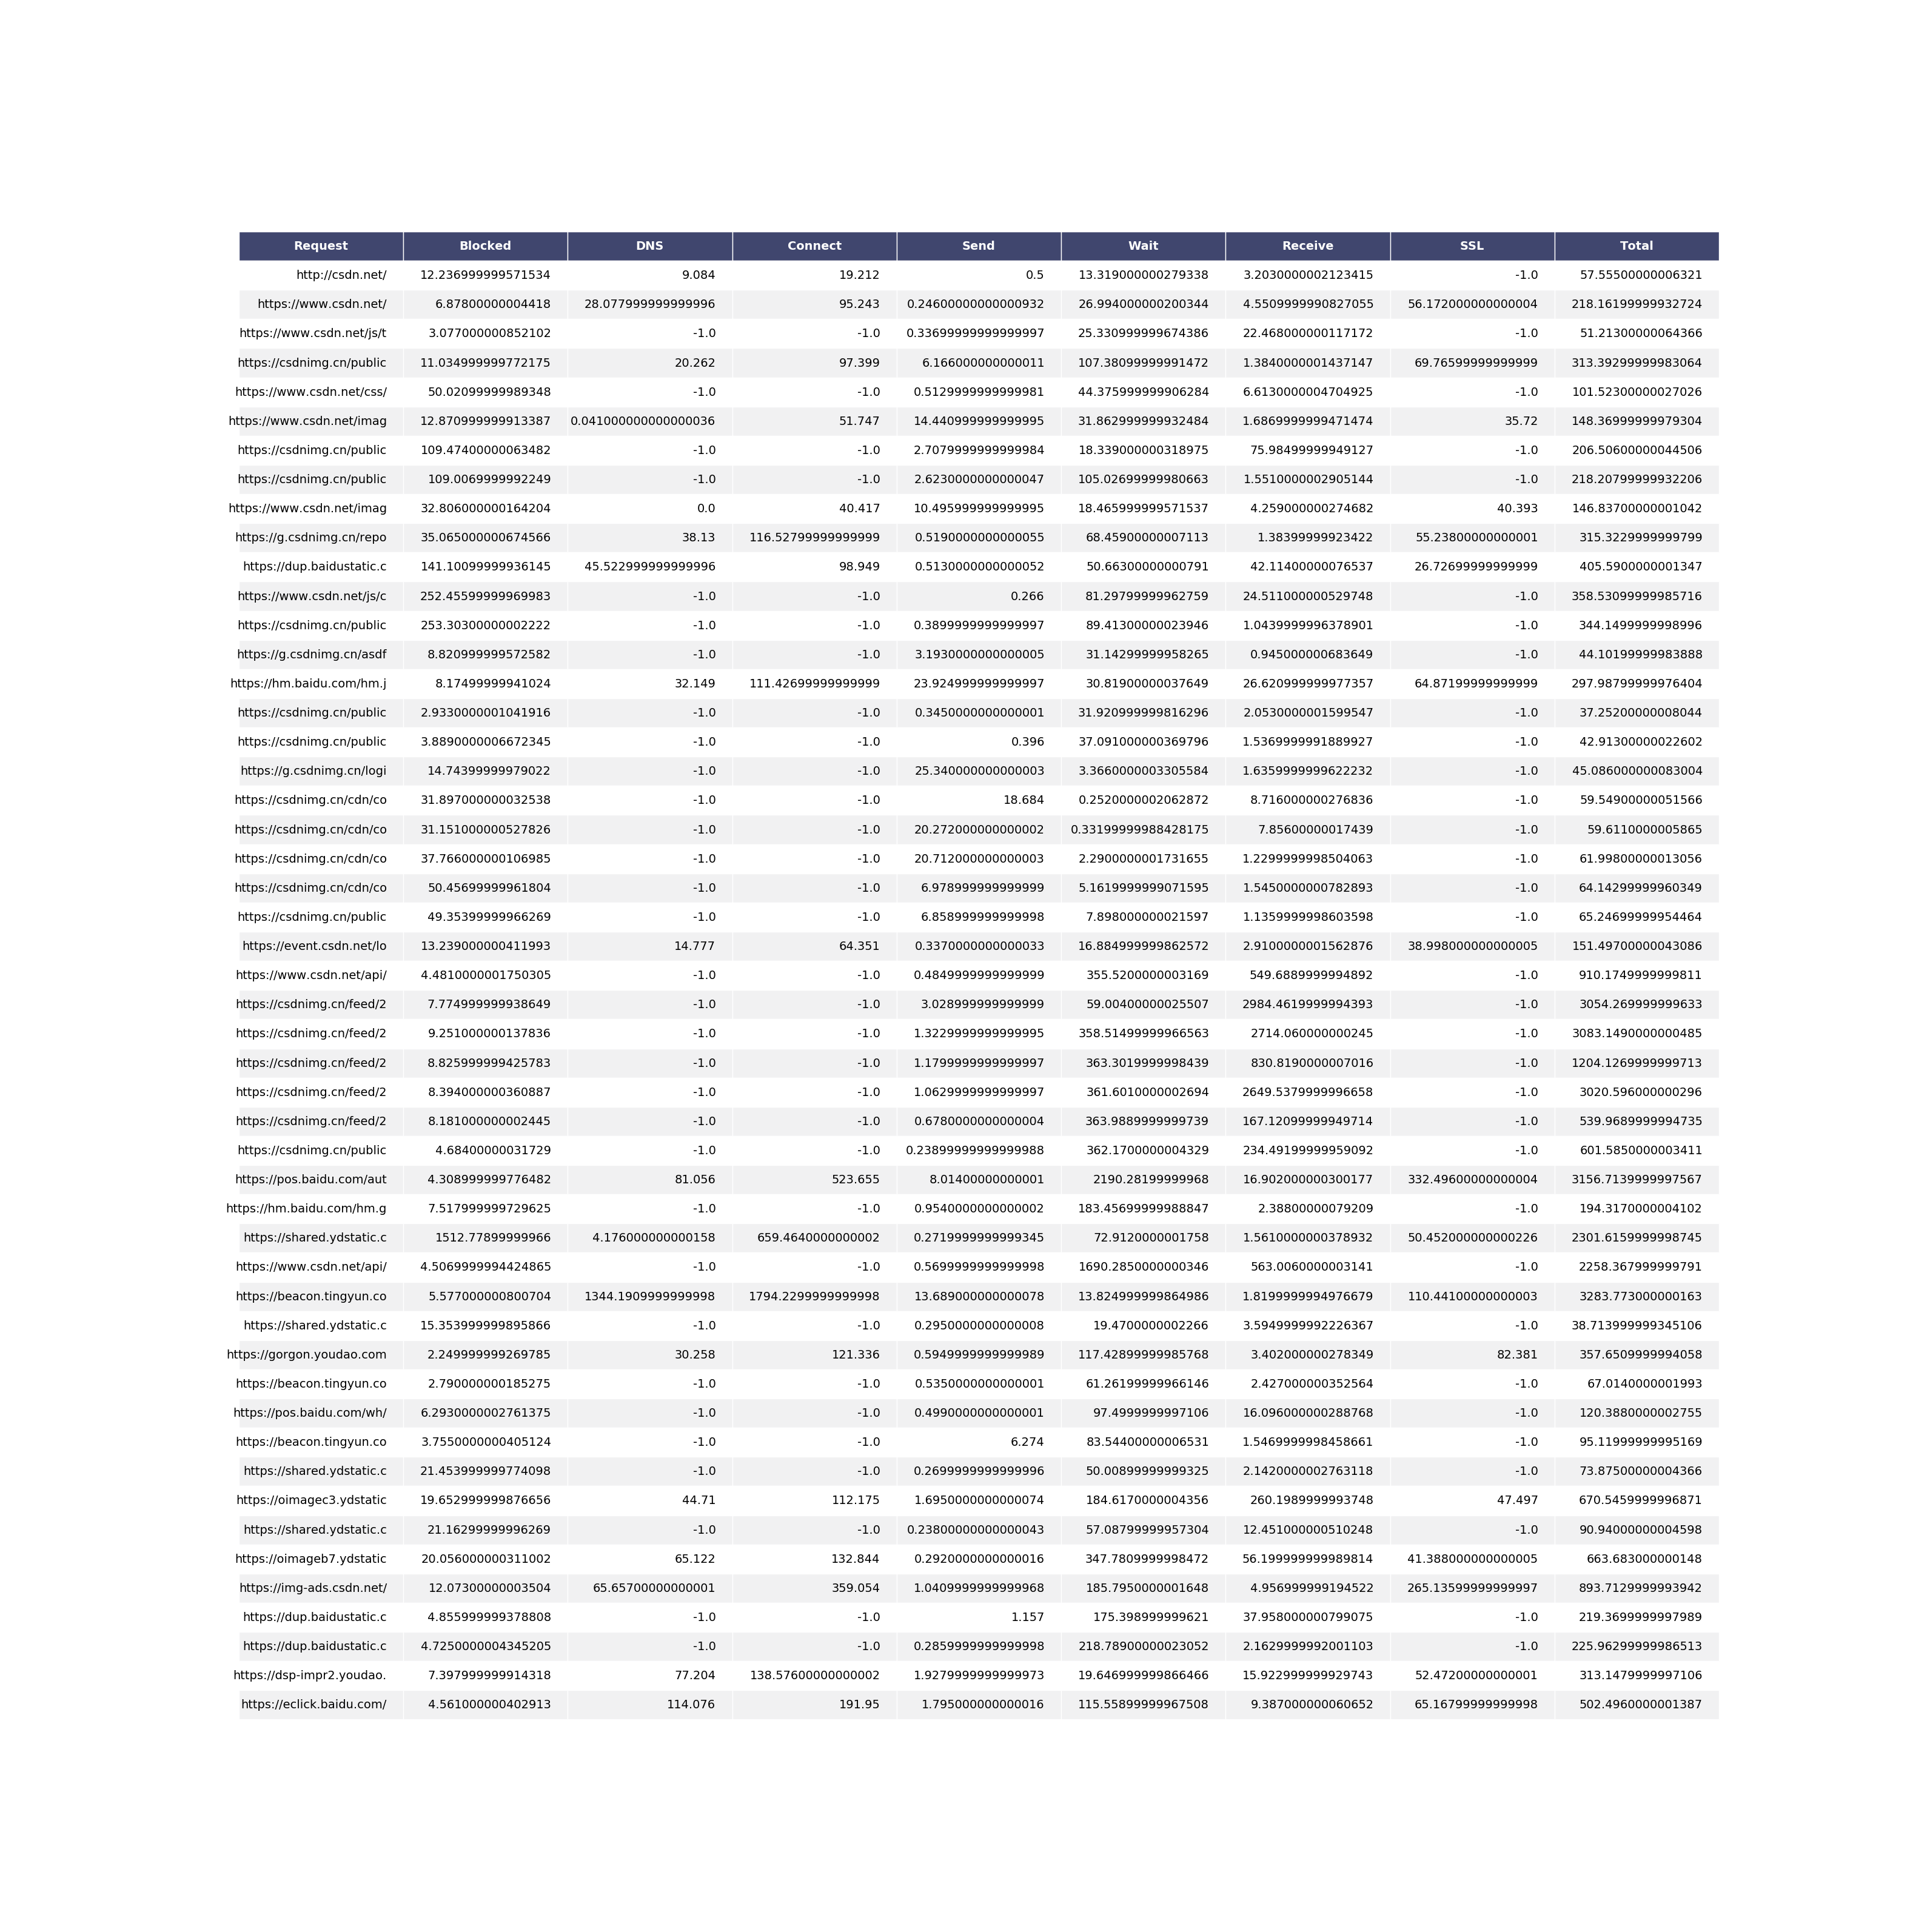 Request Blocked DNS Connect Send Wait Receive SSL Total
http://csdn.net/ 12.236999999571534 9.084 19.212 0.5 13.319000000279338 3.2030000002123415 -1.0 57.55500000006321
https://www.csdn.net/ 6.87800000004418 28.077999999999996 95.243 0.24600000000000932 26.994000000200344 4.5509999990827055 56.172000000000004 218.16199999932724
https://www.csdn.net/js/t 3.077000000852102 -1.0 -1.0 0.33699999999999997 25.330999999674386 22.468000000117172 -1.0 51.21300000064366
https://csdnimg.cn/public 11.034999999772175 20.262 97.399 6.166000000000011 107.38099999991472 1.3840000001437147 69.76599999999999 313.39299999983064
https://www.csdn.net/css/ 50.02099999989348 -1.0 -1.0 0.5129999999999981 44.375999999906284 6.6130000004704925 -1.0 101.52300000027026
https://www.csdn.net/imag 12.870999999913387 0.041000000000000036 51.747 14.440999999999995 31.862999999932484 1.6869999999471474 35.72 148.36999999979304
https://csdnimg.cn/public 109.47400000063482 -1.0 -1.0 2.7079999999999984 18.339000000318975 75.98499999949127 -1.0 206.50600000044506
https://csdnimg.cn/public 109.0069999992249 -1.0 -1.0 2.6230000000000047 105.02699999980663 1.5510000002905144 -1.0 218.20799999932206
https://www.csdn.net/imag 32.806000000164204 0.0 40.417 10.495999999999995 18.465999999571537 4.259000000274682 40.393 146.83700000001042
https://g.csdnimg.cn/repo 35.065000000674566 38.13 116.52799999999999 0.5190000000000055 68.45900000007113 1.38399999923422 55.23800000000001 315.3229999999799
https://dup.baidustatic.c 141.10099999936145 45.522999999999996 98.949 0.5130000000000052 50.66300000000791 42.11400000076537 26.72699999999999 405.5900000001347
https://www.csdn.net/js/c 252.45599999969983 -1.0 -1.0 0.266 81.29799999962759 24.511000000529748 -1.0 358.53099999985716
https://csdnimg.cn/public 253.30300000002222 -1.0 -1.0 0.3899999999999997 89.41300000023946 1.0439999996378901 -1.0 344.1499999998996
https://g.csdnimg.cn/asdf 8.820999999572582 -1.0 -1.0 3.1930000000000005 31.14299999958265 0.945000000683649 -1.0 44.10199999983888
https://hm.baidu.com/hm.j 8.17499999941024 32.149 111.42699999999999 23.924999999999997 30.81900000037649 26.620999999977357 64.87199999999999 297.98799999976404
https://csdnimg.cn/public 2.9330000001041916 -1.0 -1.0 0.3450000000000001 31.920999999816296 2.0530000001599547 -1.0 37.25200000008044
https://csdnimg.cn/public 3.8890000006672345 -1.0 -1.0 0.396 37.091000000369796 1.5369999991889927 -1.0 42.91300000022602
https://g.csdnimg.cn/logi 14.74399999979022 -1.0 -1.0 25.340000000000003 3.3660000003305584 1.6359999999622232 -1.0 45.086000000083004
https://csdnimg.cn/cdn/co 31.897000000032538 -1.0 -1.0 18.684 0.2520000002062872 8.716000000276836 -1.0 59.54900000051566
https://csdnimg.cn/cdn/co 31.151000000527826 -1.0 -1.0 20.272000000000002 0.33199999988428175 7.85600000017439 -1.0 59.6110000005865
https://csdnimg.cn/cdn/co 37.766000000106985 -1.0 -1.0 20.712000000000003 2.2900000001731655 1.2299999998504063 -1.0 61.99800000013056
https://csdnimg.cn/cdn/co 50.45699999961804 -1.0 -1.0 6.978999999999999 5.1619999999071595 1.5450000000782893 -1.0 64.14299999960349
https://csdnimg.cn/public 49.35399999966269 -1.0 -1.0 6.858999999999998 7.898000000021597 1.1359999998603598 -1.0 65.24699999954464
https://event.csdn.net/lo 13.239000000411993 14.777 64.351 0.3370000000000033 16.884999999862572 2.9100000001562876 38.998000000000005 151.49700000043086
https://www.csdn.net/api/ 4.4810000001750305 -1.0 -1.0 0.4849999999999999 355.5200000003169 549.6889999994892 -1.0 910.1749999999811
https://csdnimg.cn/feed/2 7.774999999938649 -1.0 -1.0 3.028999999999999 59.00400000025507 2984.4619999994393 -1.0 3054.269999999633
https://csdnimg.cn/feed/2 9.251000000137836 -1.0 -1.0 1.3229999999999995 358.51499999966563 2714.060000000245 -1.0 3083.1490000000485
https://csdnimg.cn/feed/2 8.825999999425783 -1.0 -1.0 1.1799999999999997 363.3019999998439 830.8190000007016 -1.0 1204.1269999999713
https://csdnimg.cn/feed/2 8.394000000360887 -1.0 -1.0 1.0629999999999997 361.6010000002694 2649.5379999996658 -1.0 3020.596000000296
https://csdnimg.cn/feed/2 8.181000000002445 -1.0 -1.0 0.6780000000000004 363.9889999999739 167.12099999949714 -1.0 539.9689999994735
https://csdnimg.cn/public 4.68400000031729 -1.0 -1.0 0.23899999999999988 362.1700000004329 234.49199999959092 -1.0 601.5850000003411
https://pos.baidu.com/aut 4.308999999776482 81.056 523.655 8.01400000000001 2190.28199999968 16.902000000300177 332.49600000000004 3156.7139999997567
https://hm.baidu.com/hm.g 7.517999999729625 -1.0 -1.0 0.9540000000000002 183.45699999988847 2.38800000079209 -1.0 194.3170000004102
https://shared.ydstatic.c 1512.77899999966 4.176000000000158 659.4640000000002 0.2719999999999345 72.9120000001758 1.5610000000378932 50.452000000000226 2301.6159999998745
https://www.csdn.net/api/ 4.5069999994424865 -1.0 -1.0 0.5699999999999998 1690.2850000000346 563.0060000003141 -1.0 2258.367999999791
https://beacon.tingyun.co 5.577000000800704 1344.1909999999998 1794.2299999999998 13.689000000000078 13.824999999864986 1.8199999994976679 110.44100000000003 3283.773000000163
https://shared.ydstatic.c 15.353999999895866 -1.0 -1.0 0.2950000000000008 19.4700000002266 3.5949999992226367 -1.0 38.713999999345106
https://gorgon.youdao.com 2.249999999269785 30.258 121.336 0.5949999999999989 117.42899999985768 3.402000000278349 82.381 357.6509999994058
https://beacon.tingyun.co 2.790000000185275 -1.0 -1.0 0.5350000000000001 61.26199999966146 2.427000000352564 -1.0 67.0140000001993
https://pos.baidu.com/wh/ 6.2930000002761375 -1.0 -1.0 0.4990000000000001 97.4999999997106 16.096000000288768 -1.0 120.3880000002755
https://beacon.tingyun.co 3.7550000000405124 -1.0 -1.0 6.274 83.54400000006531 1.5469999998458661 -1.0 95.11999999995169
https://shared.ydstatic.c 21.453999999774098 -1.0 -1.0 0.2699999999999996 50.00899999999325 2.1420000002763118 -1.0 73.87500000004366
https://oimagec3.ydstatic 19.652999999876656 44.71 112.175 1.6950000000000074 184.6170000004356 260.1989999993748 47.497 670.5459999996871
https://shared.ydstatic.c 21.16299999996269 -1.0 -1.0 0.23800000000000043 57.08799999957304 12.451000000510248 -1.0 90.94000000004598
https://oimageb7.ydstatic 20.056000000311002 65.122 132.844 0.2920000000000016 347.7809999998472 56.199999999989814 41.388000000000005 663.683000000148
https://img-ads.csdn.net/ 12.07300000003504 65.65700000000001 359.054 1.0409999999999968 185.7950000001648 4.956999999194522 265.13599999999997 893.7129999993942
https://dup.baidustatic.c 4.855999999378808 -1.0 -1.0 1.157 175.398999999621 37.958000000799075 -1.0 219.3699999997989
https://dup.baidustatic.c 4.7250000004345205 -1.0 -1.0 0.2859999999999998 218.78900000023052 2.1629999992001103 -1.0 225.96299999986513
https://dsp-impr2.youdao. 7.397999999914318 77.204 138.57600000000002 1.9279999999999973 19.646999999866466 15.922999999929743 52.47200000000001 313.1479999997106
https://eclick.baidu.com/ 4.561000000402913 114.076 191.95 1.795000000000016 115.55899999967508 9.387000000060652 65.16799999999998 502.4960000001387